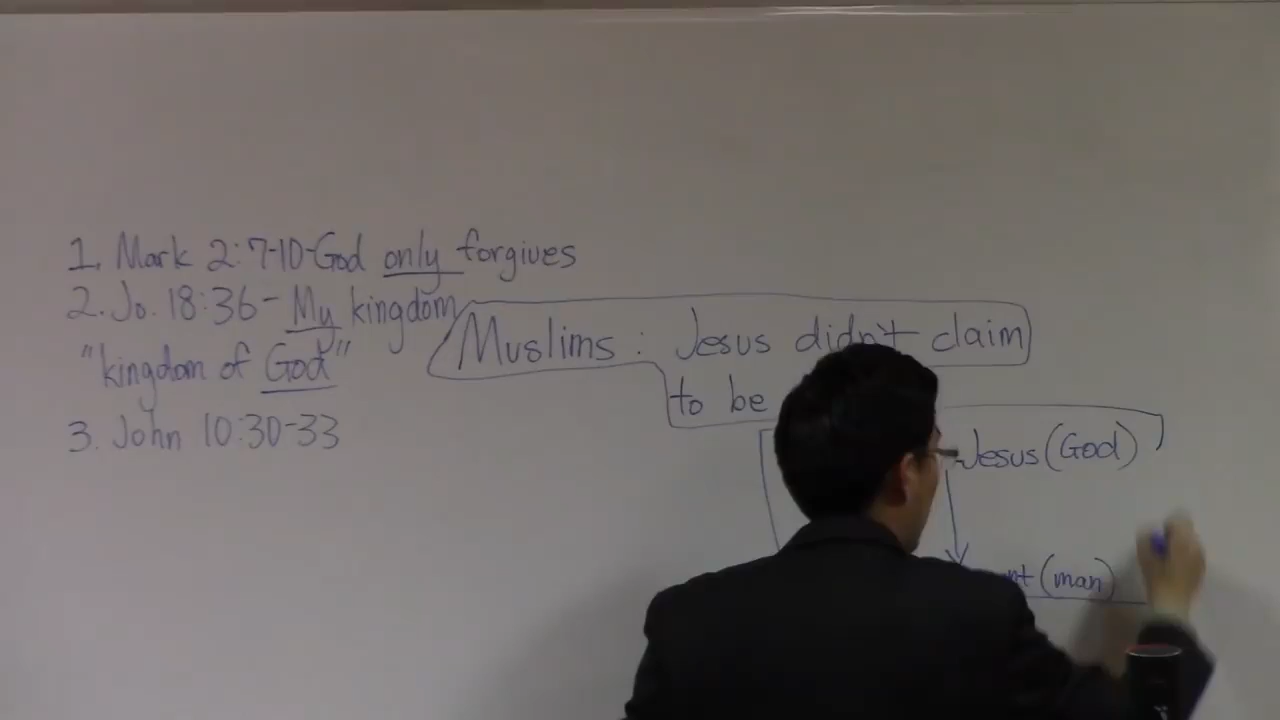 1. Mark 2:7-10-God only forgives
2. Jo. 18:36- My kingdom
"kingdom of God"
3. John 10:30-33
Muslims: Jesus didn't claim
to be
Jesus (God)
(man)